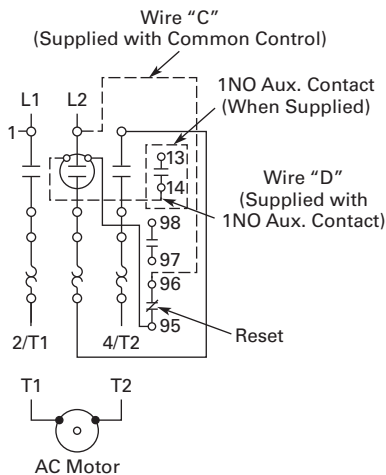 Wire “C”
(Supplied with Common Control)
L1
L2
1NO Aux. Contact
(When Supplied)
1
13
14
Wire “D”
(Supplied with
1NO Aux. Contact)
98
97
96
95
Reset
2/T1
4/T2
T1
T2
AC Motor